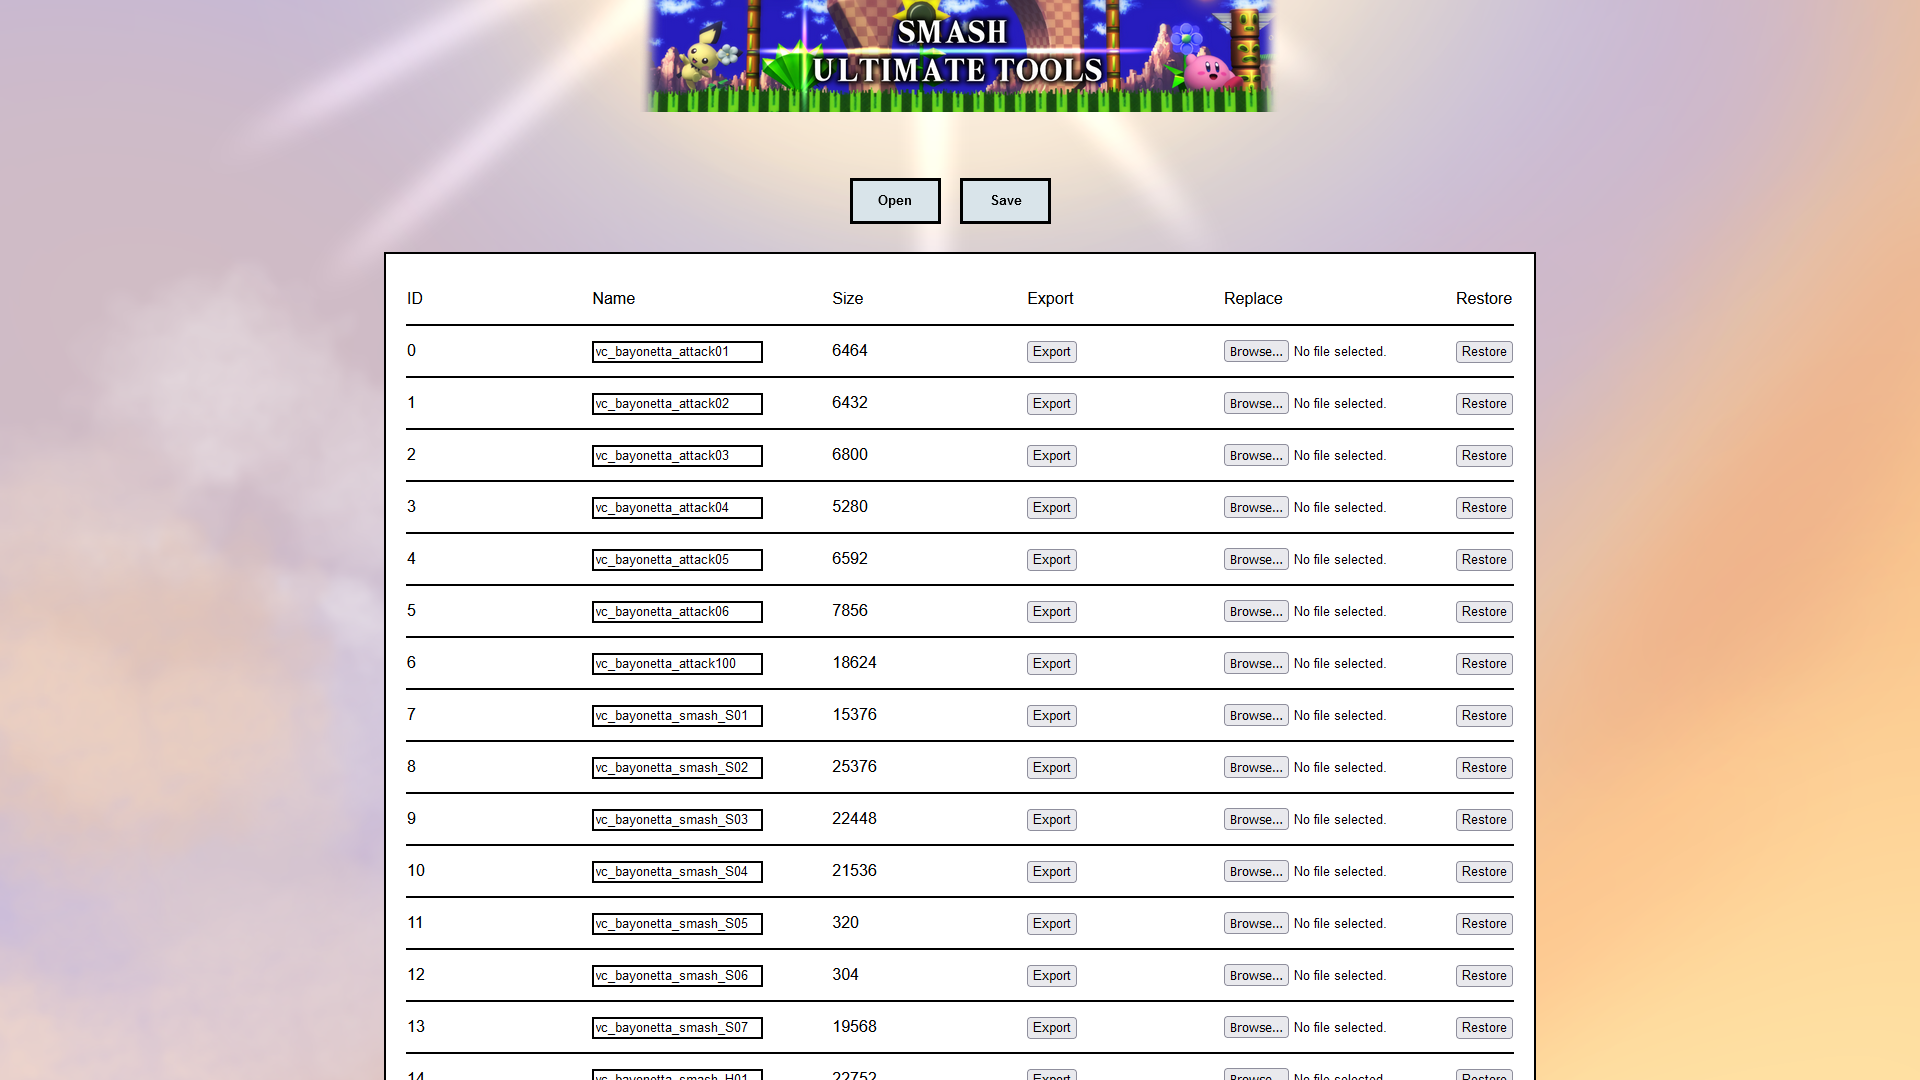 SMASH
ULTIMATE TOOLS
Open Save
ID Name Size Export Replace Restore
0 vc_bayonetta_attack01 6464 Export Browse... No file selected. Restore
1 vc_bayonetta_attack02 6432 Export Browse... No file selected. Restore
2 vc_bayonetta_attack03 6800 Export Browse... No file selected. Restore
3 vc_bayonetta_attack04 5280 Export Browse... No file selected. Restore
4 vc_bayonetta_attack05 6592 Export Browse... No file selected. Restore
5 vc_bayonetta_attack06 7856 Export Browse... No file selected. Restore
6 vc_bayonetta_attack100 18624 Export Browse... No file selected. Restore
7 vc_bayonetta_smash_S01 15376 Export Browse... No file selected. Restore
8 vc_bayonetta_smash_S02 25376 Export Browse... No file selected. Restore
9 vc_bayonetta_smash_S03 22448 Export Browse... No file selected. Restore
10 vc_bayonetta_smash_S04 21536 Export Browse... No file selected. Restore
11 vc_bayonetta_smash_S05 320 Export Browse... No file selected. Restore
12 vc_bayonetta_smash_S06 304 Export Browse... No file selected. Restore
13 vc_bayonetta_smash_S07 19568 Export Browse... No file selected. Restore
14 vc_bayonetta_smash_H01 22752 Export Browse... No file selected. Restore